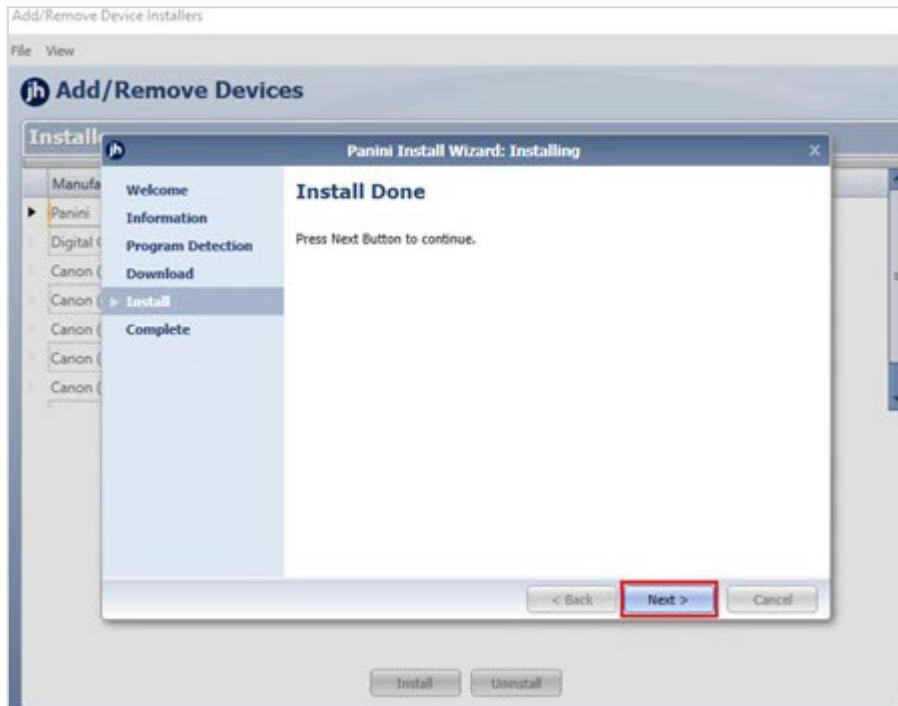 Add/Remove Device Installers
File View
jh Add/Remove Devices
Install
Panini Install Wizard: Installing
Manufa
Panini
Digital
Canon (
Canon (
Canon (
Canon (
Canon (
Welcome
Information
Program Detection
Download
Install
Complete
Install Done
Press Next Button to continue.
< Back Next > Cancel
Install Uninstall